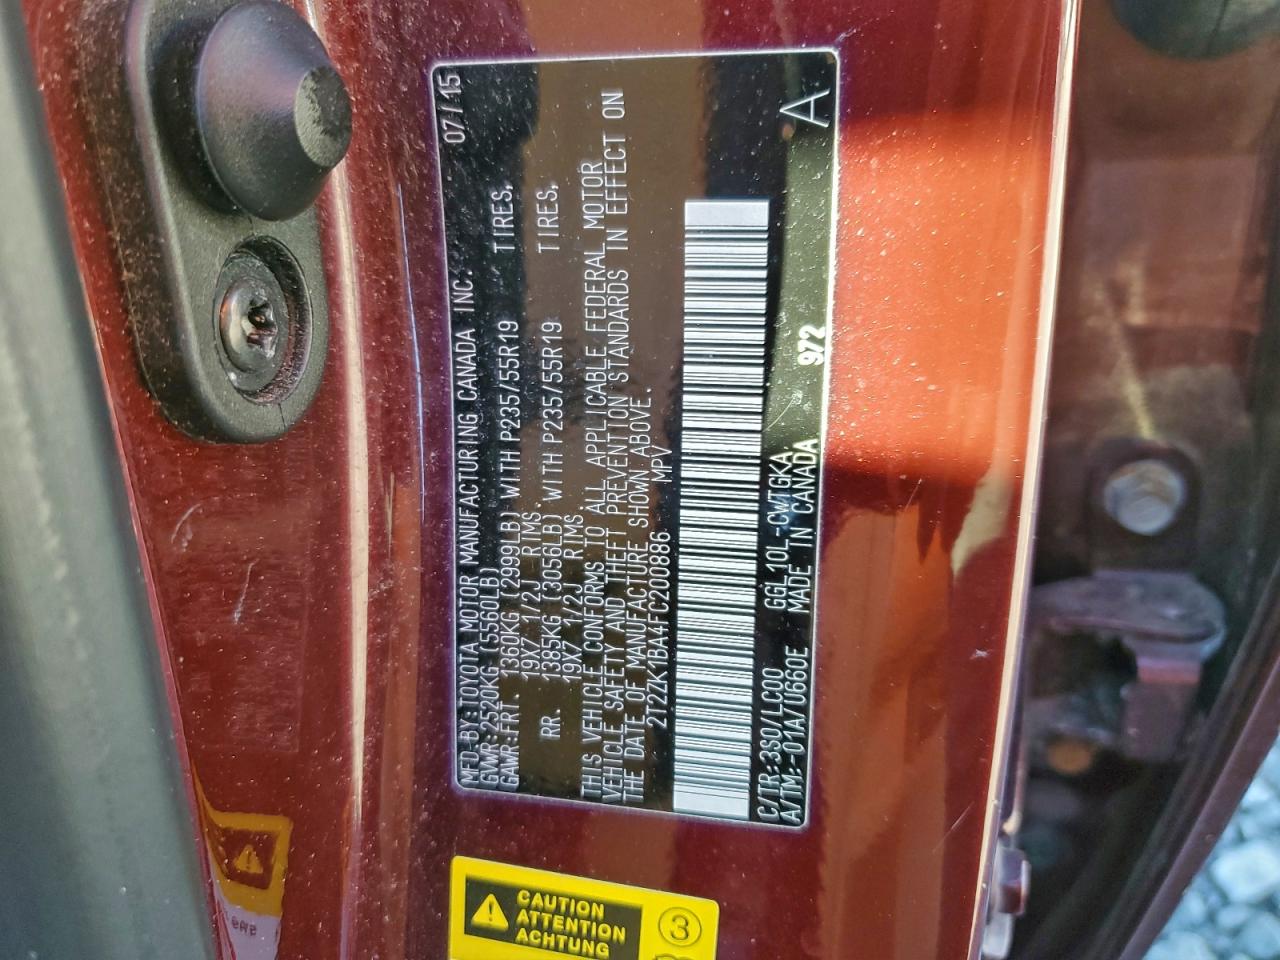 MFD.BY:TOYOTA MOTOR MANUFACTURING CANADA INC. 07/15
GVWR:2520KG (5560LB)
GAWR:FRT. 1360KG (2999LB) WITH P235/55R19 TIRES.
19X7 1/2J RIMS.
RR. 1385KG (3056LB) WITH P235/55R19 TIRES.
19X7 1/2J RIMS.
THIS VEHICLE CONFORMS TO ALL APPLICABLE FEDERAL MOTOR
VEHICLE SAFETY AND THEFT PREVENTION STANDARDS IN EFFECT ON
THE DATE OF MANUFACTURE SHOWN ABOVE.
2T2ZK1BA4FC200886 MPV
C/TR:3S0/LC00 GGL10L-CWTGKA
A/TM:-01A/U660E MADE IN CANADA 972 A
CAUTION
ATTENTION
ACHTUNG
3